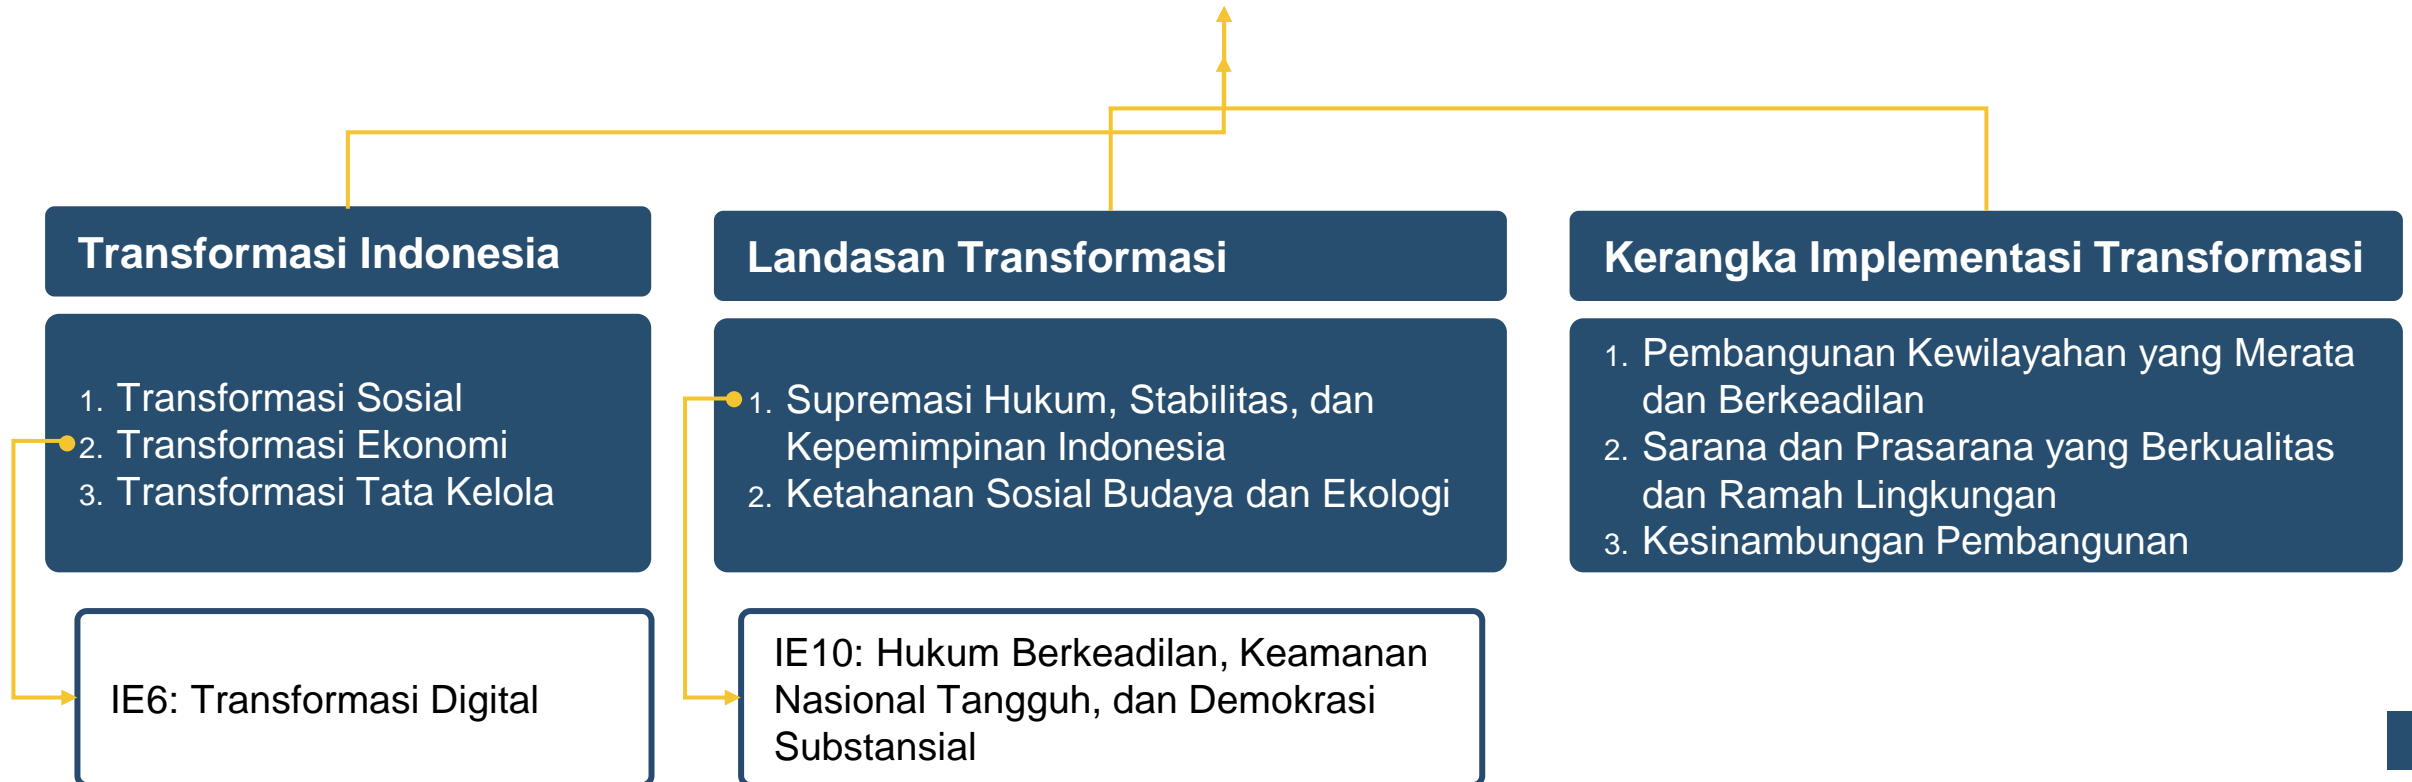 Transformasi Indonesia
1. Transformasi Sosial
2. Transformasi Ekonomi
3. Transformasi Tata Kelola
IE6: Transformasi Digital
Landasan Transformasi
1. Supremasi Hukum, Stabilitas, dan
Kepemimpinan Indonesia
2. Ketahanan Sosial Budaya dan Ekologi
IE10: Hukum Berkeadilan, Keamanan
Nasional Tangguh, dan Demokrasi
Substansial
Kerangka Implementasi Transformasi
1. Pembangunan Kewilayahan yang Merata
dan Berkeadilan
2. Sarana dan Prasarana yang Berkualitas
dan Ramah Lingkungan
3. Kesinambungan Pembangunan